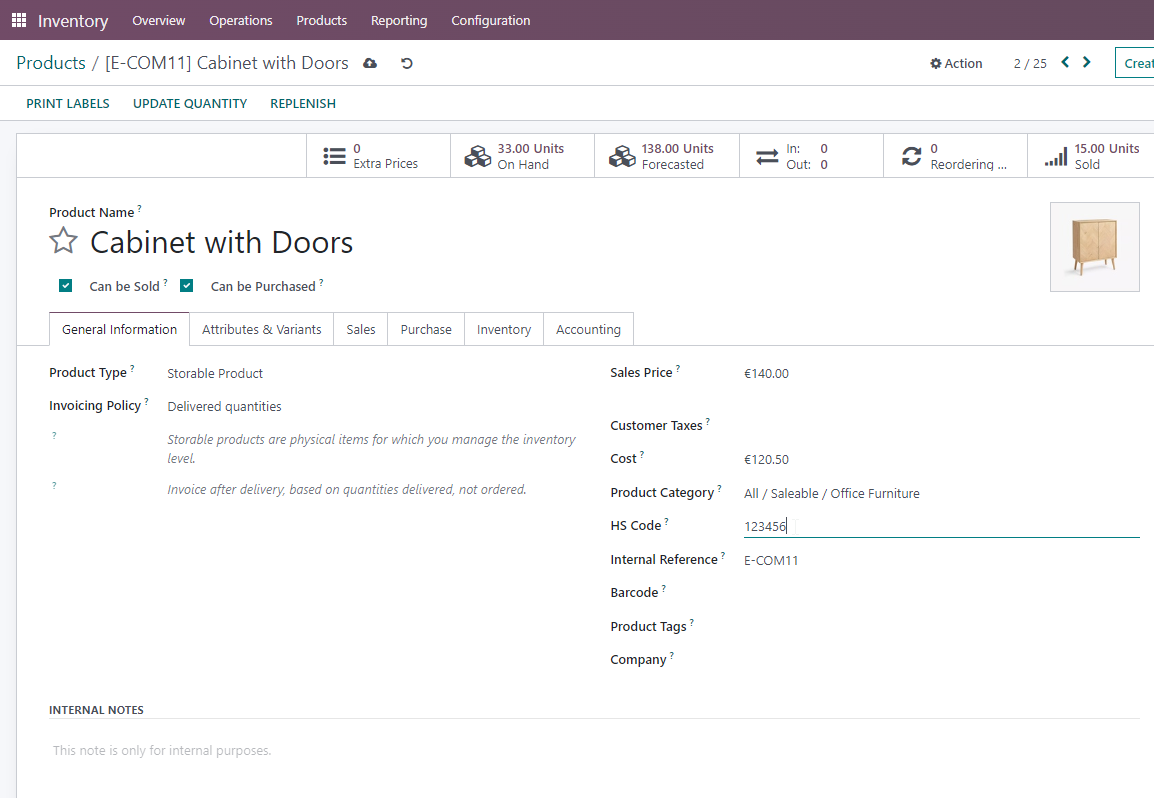 Inventory Overview Operations Products Reporting Configuration
Products / [E-COM11] Cabinet with Doors
Action 2 / 25 Creat
PRINT LABELS UPDATE QUANTITY REPLENISH
0 Extra Prices
33.00 Units On Hand
138.00 Units Forecasted
In: 0
Out: 0
0 Reordering ...
15.00 Units Sold
Product Name ?
Cabinet with Doors
Can be Sold ? Can be Purchased ?
General Information Attributes & Variants Sales Purchase Inventory Accounting
Product Type ? Storable Product
Invoicing Policy ? Delivered quantities
? Storable products are physical items for which you manage the inventory
level.
? Invoice after delivery, based on quantities delivered, not ordered.
Sales Price ? €140.00
Customer Taxes ?
Cost ? €120.50
Product Category ? All / Saleable / Office Furniture
HS Code ? 123456
Internal Reference ? E-COM11
Barcode ?
Product Tags ?
Company ?
INTERNAL NOTES
This note is only for internal purposes.